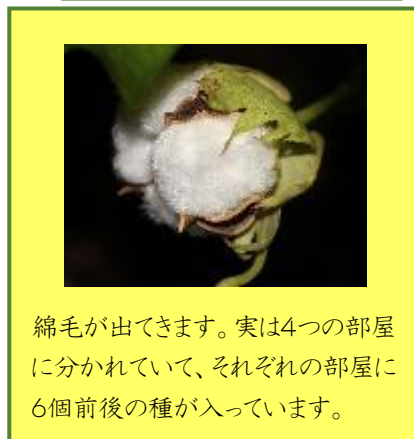 綿毛が出てきます。実は4つの部屋
に分かれていて、それぞれの部屋に
6個前後の種が入っています。